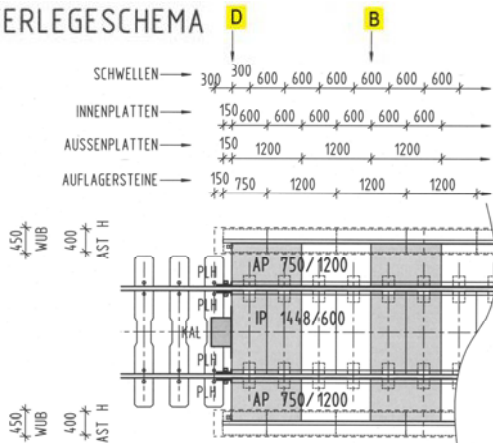 ERLEGESCHEMA D B
SCHWELLEN 300 300 600 600 600 600 600 600
INNENPLATTEN 150 600 600 600 600 600 600
AUSSENPLATTEN 150 1200 1200 1200
AUFLAGERSTEINE 150 750 1200 1200 1200
450 WUB 400 AST H
PLH AP 750/1200
PLH IP 1448/600
KAL
PLH
PLH AP 750/1200
450 WUB 400 AST H